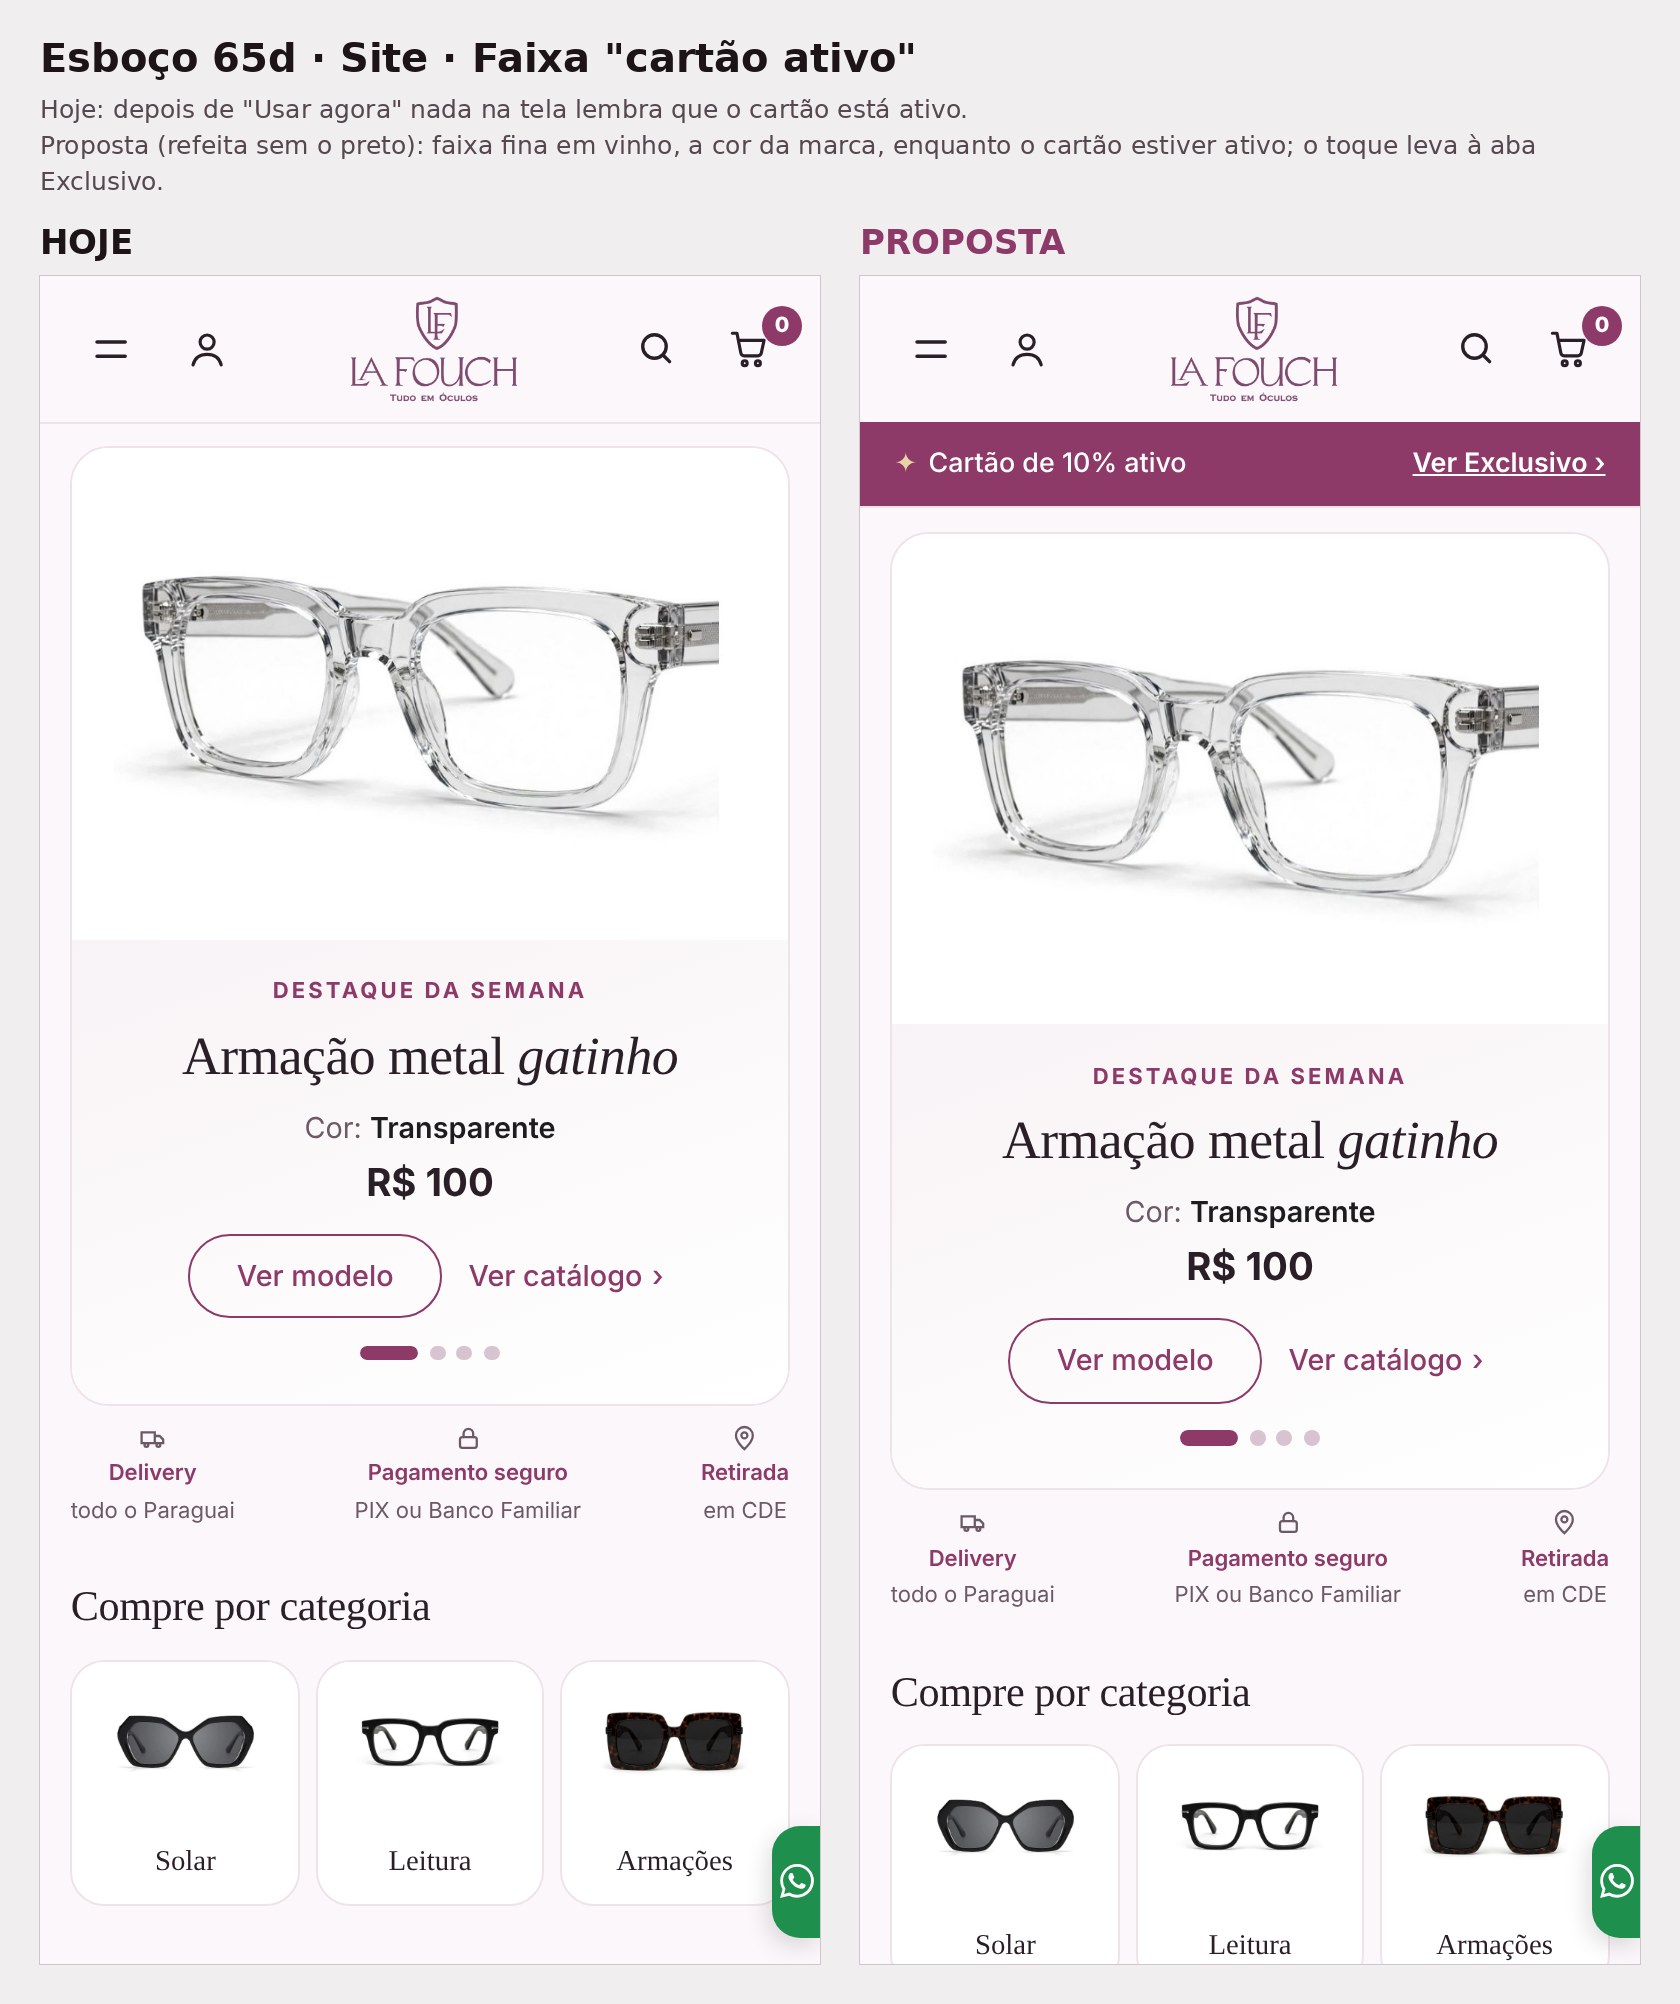 Esboço 65d · Site · Faixa "cartão ativo"
Hoje: depois de "Usar agora" nada na tela lembra que o cartão está ativo.
Proposta (refeita sem o preto): faixa fina em vinho, a cor da marca, enquanto o cartão estiver ativo; o toque leva à aba
Exclusivo.
HOJE
LF
LA FOUCH
Tudo em Óculos
0
DESTAQUE DA SEMANA
Armação metal gatinho
Cor: Transparente
R$ 100
Ver modelo
Ver catálogo ›
Delivery
todo o Paraguai
Pagamento seguro
PIX ou Banco Familiar
Retirada
em CDE
Compre por categoria
Solar
Leitura
Armações
PROPOSTA
LF
LA FOUCH
Tudo em Óculos
0
✦ Cartão de 10% ativo
Ver Exclusivo ›
DESTAQUE DA SEMANA
Armação metal gatinho
Cor: Transparente
R$ 100
Ver modelo
Ver catálogo ›
Delivery
todo o Paraguai
Pagamento seguro
PIX ou Banco Familiar
Retirada
em CDE
Compre por categoria
Solar
Leitura
Armações